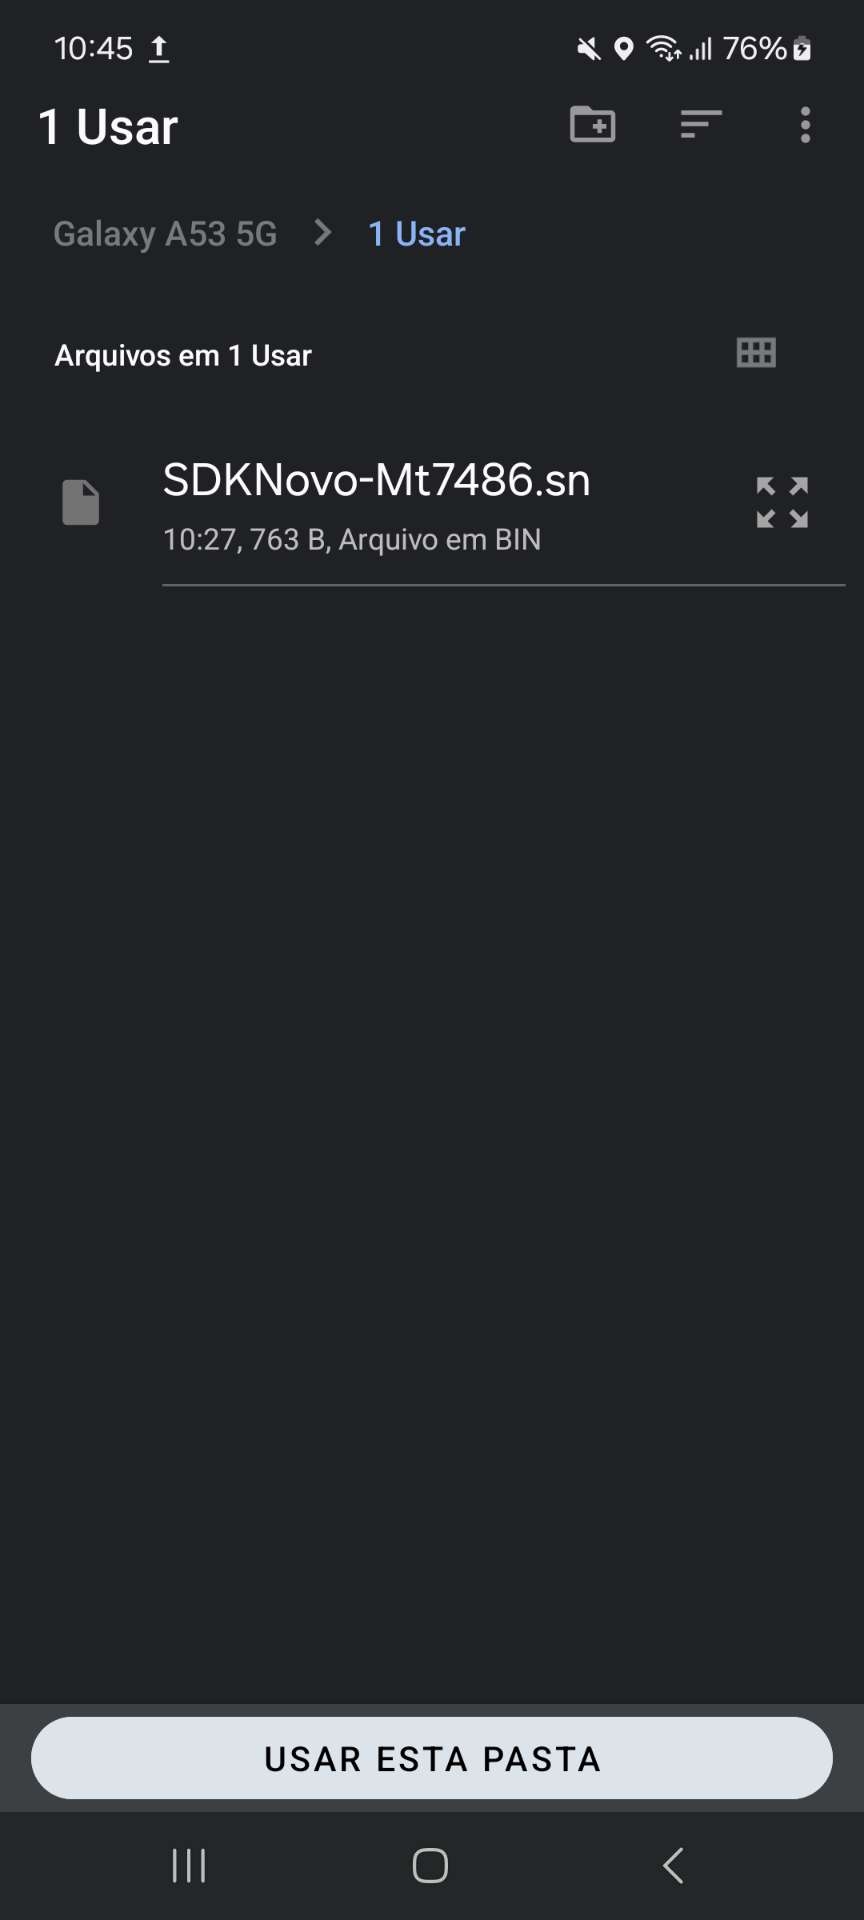 10:45 76%
1 Usar
Galaxy A53 5G 1 Usar
Arquivos em 1 Usar
SDKNovo-Mt7486.sn
10:27, 763 B, Arquivo em BIN
USAR ESTA PASTA